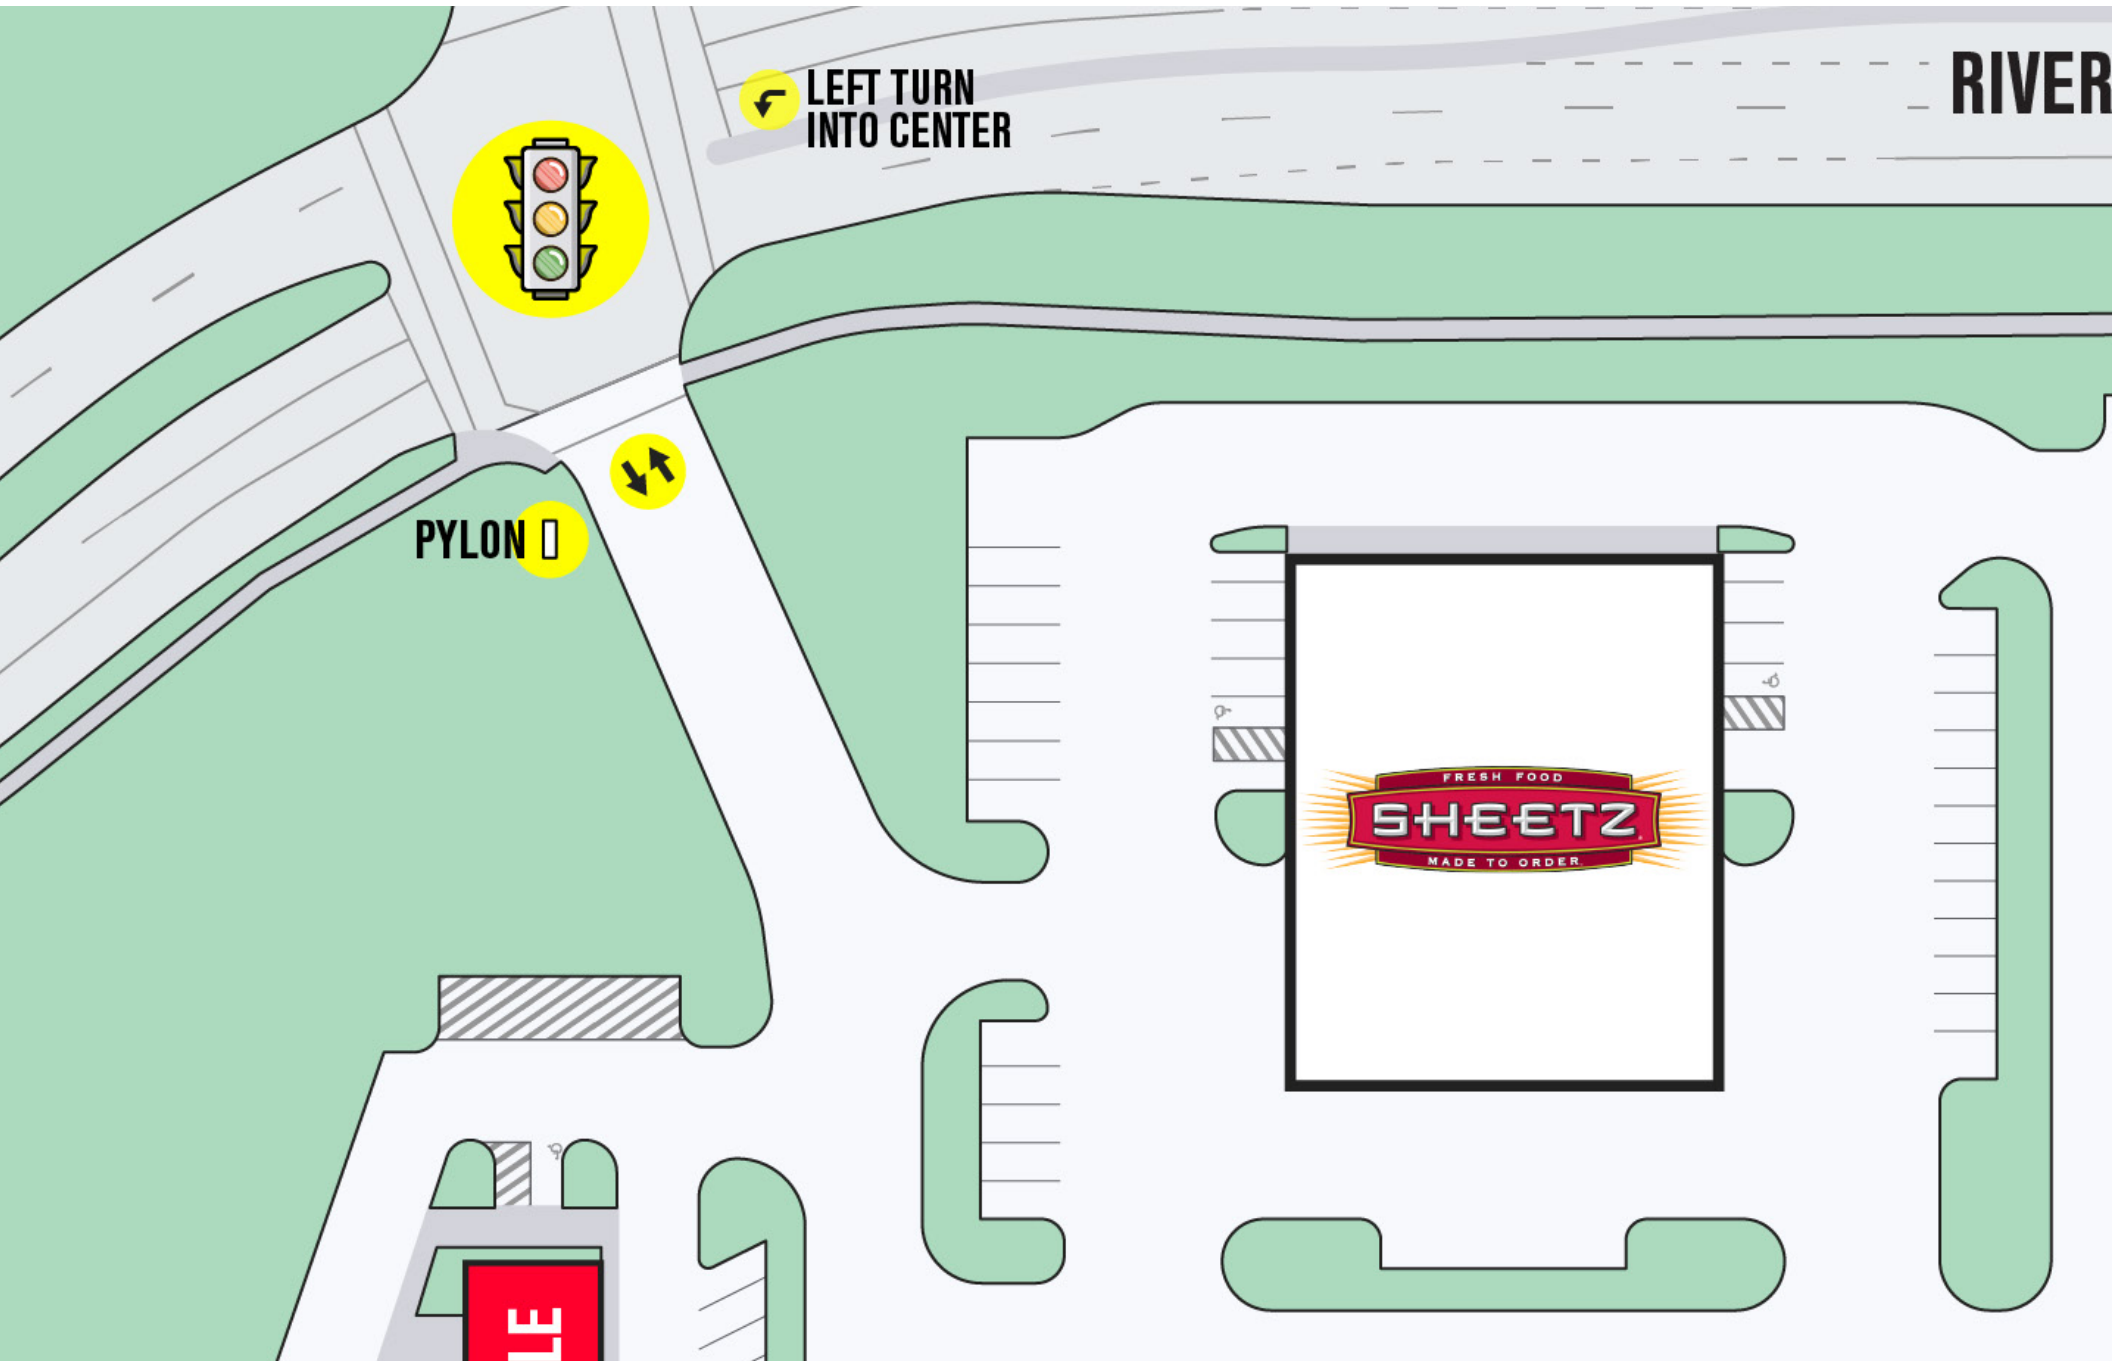 LEFT TURN
INTO CENTER
RIVER
PYLON
FRESH FOOD
SHEETZ
MADE TO ORDER
LE